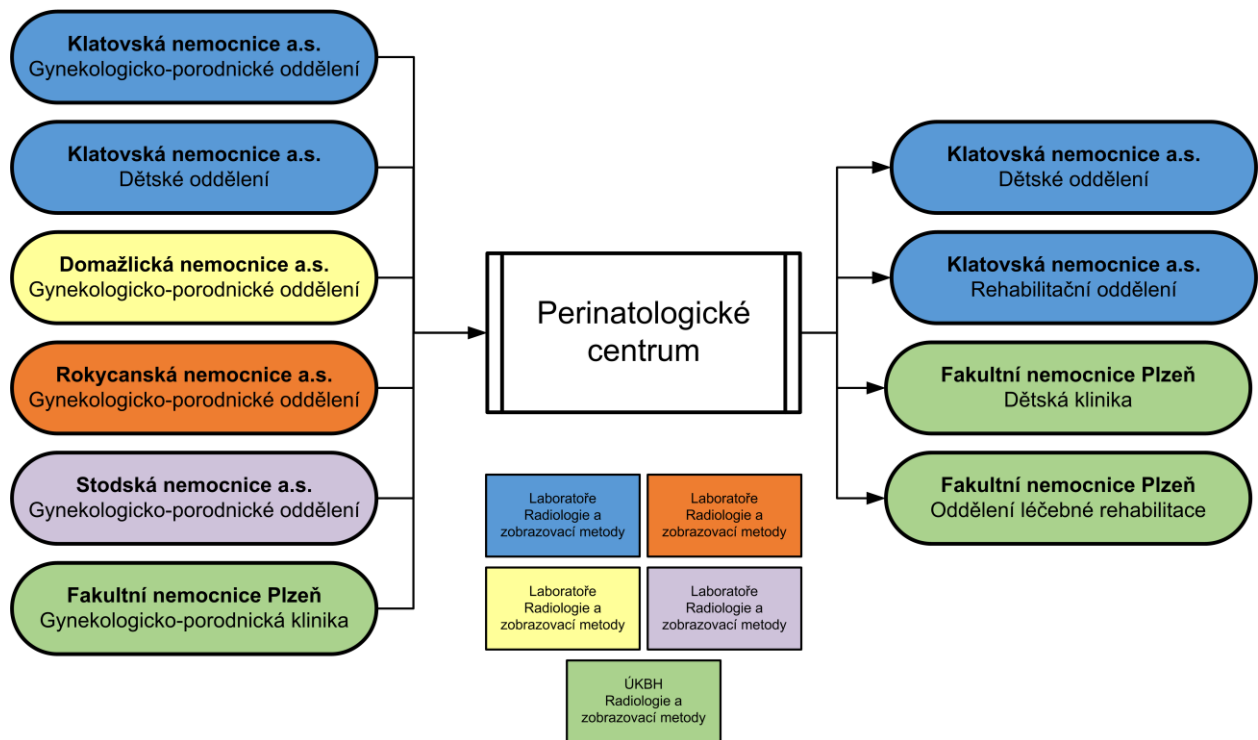 Klatovská nemocnice a.s.
Gynekologicko-porodnické oddělení
Klatovská nemocnice a.s.
Dětské oddělení
Domažlická nemocnice a.s.
Gynekologicko-porodnické oddělení
Rokycanská nemocnice a.s.
Gynekologicko-porodnické oddělení
Stodská nemocnice a.s.
Gynekologicko-porodnické oddělení
Fakultní nemocnice Plzeň
Gynekologicko-porodnická klinika
Perinatologické
centrum
Laboratoře
Radiologie a
zobrazovací metody
Laboratoře
Radiologie a
zobrazovací metody
Laboratoře
Radiologie a
zobrazovací metody
Laboratoře
Radiologie a
zobrazovací metody
ÚKBH
Radiologie a
zobrazovací metody
Klatovská nemocnice a.s.
Dětské oddělení
Klatovská nemocnice a.s.
Rehabilitační oddělení
Fakultní nemocnice Plzeň
Dětská klinika
Fakultní nemocnice Plzeň
Oddělení léčebné rehabilitace